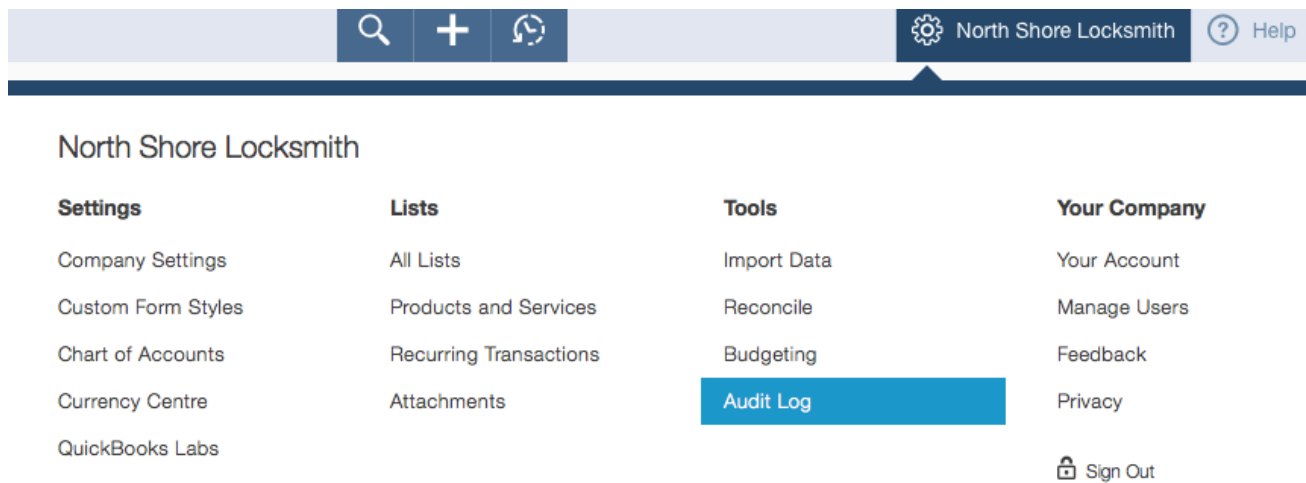 North Shore Locksmith
? Help
North Shore Locksmith
Settings
Company Settings
Custom Form Styles
Chart of Accounts
Currency Centre
QuickBooks Labs
Lists
All Lists
Products and Services
Recurring Transactions
Attachments
Tools
Import Data
Reconcile
Budgeting
Audit Log
Your Company
Your Account
Manage Users
Feedback
Privacy
Sign Out